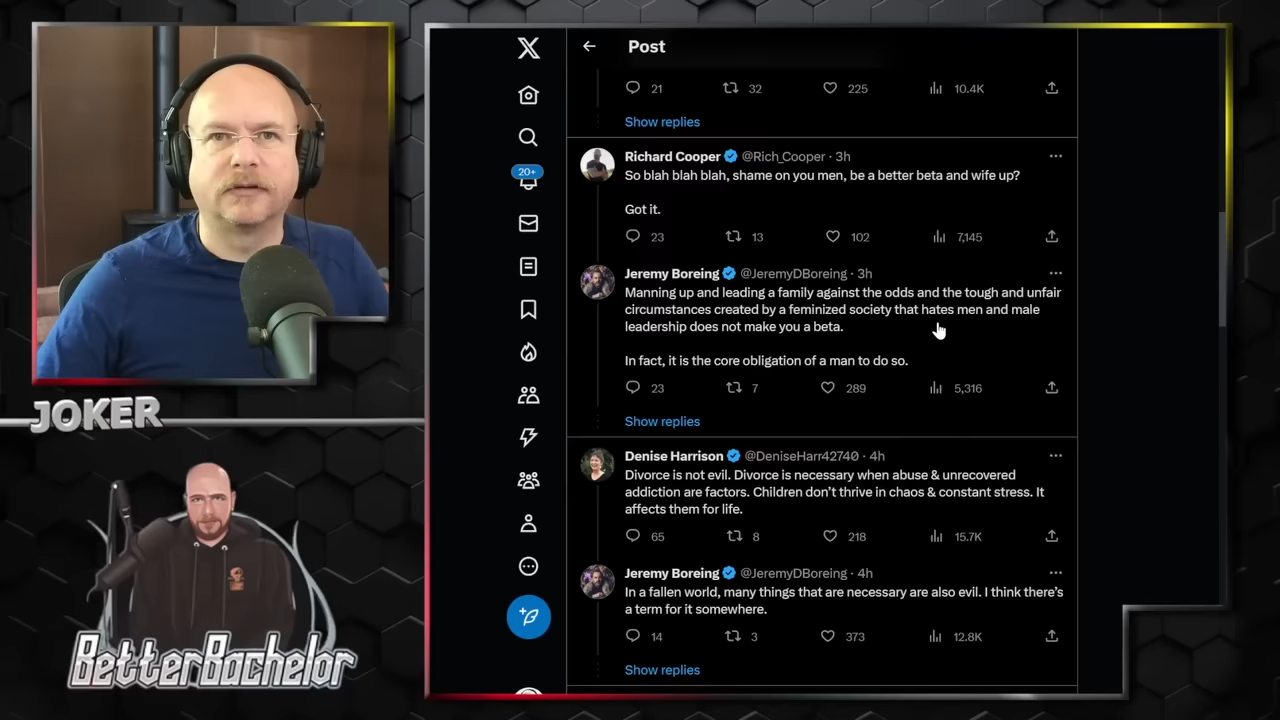 Post
21 32 225 10.4K
Show replies
Richard Cooper @Rich_Cooper · 3h
So blah blah blah, shame on you men, be a better beta and wife up?
Got it.
23 13 102 7,145
Jeremy Boreing @JeremyDBoreing · 3h
Manning up and leading a family against the odds and the tough and unfair
circumstances created by a feminized society that hates men and male
leadership does not make you a beta.
In fact, it is the core obligation of a man to do so.
23 7 289 5,316
Show replies
Denise Harrison @DeniseHarr42740 · 4h
Divorce is not evil. Divorce is necessary when abuse & unrecovered
addiction are factors. Children don't thrive in chaos & constant stress. It
affects them for life.
65 8 218 15.7K
Jeremy Boreing @JeremyDBoreing · 4h
In a fallen world, many things that are necessary are also evil. I think there's
a term for it somewhere.
14 3 373 12.8K
Show replies
X
20+
JOKER
BetterBachelor